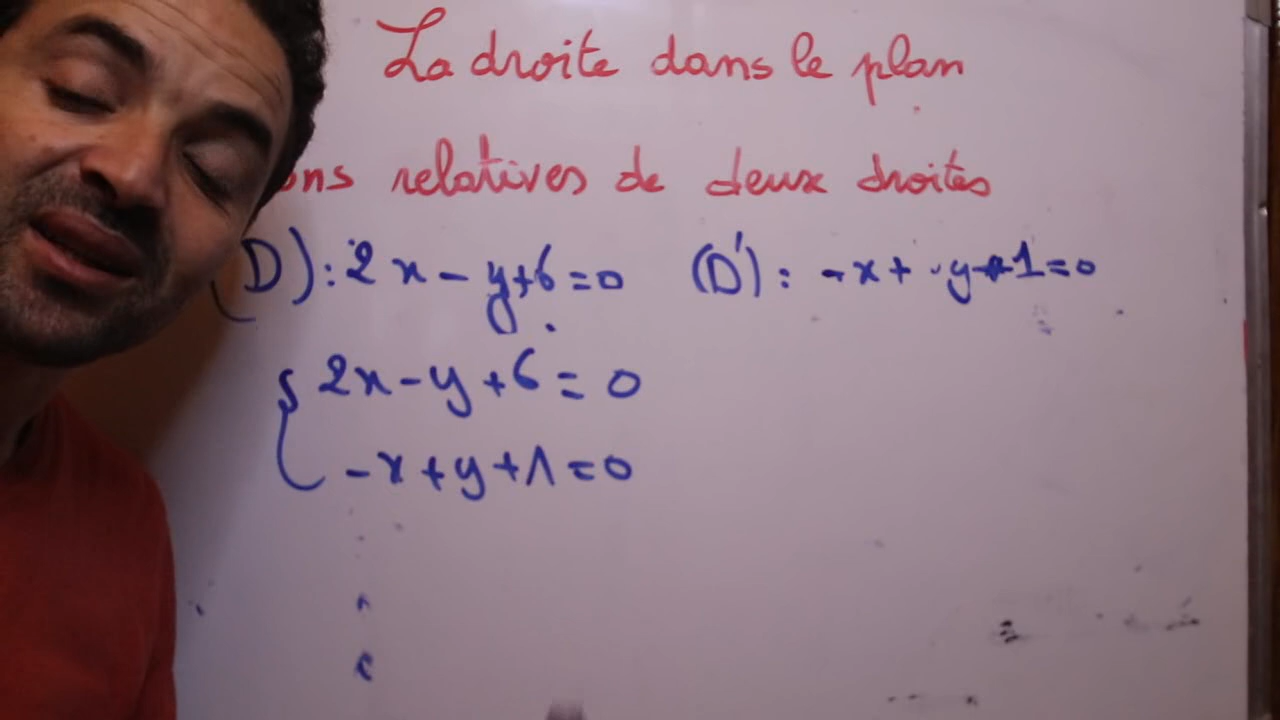 La droite dans le plan
ons relatives de deux droites
(D): 2x - y + 6 = 0 (D'): -x + y + 1 = 0
{ 2x - y + 6 = 0
-x + y + 1 = 0